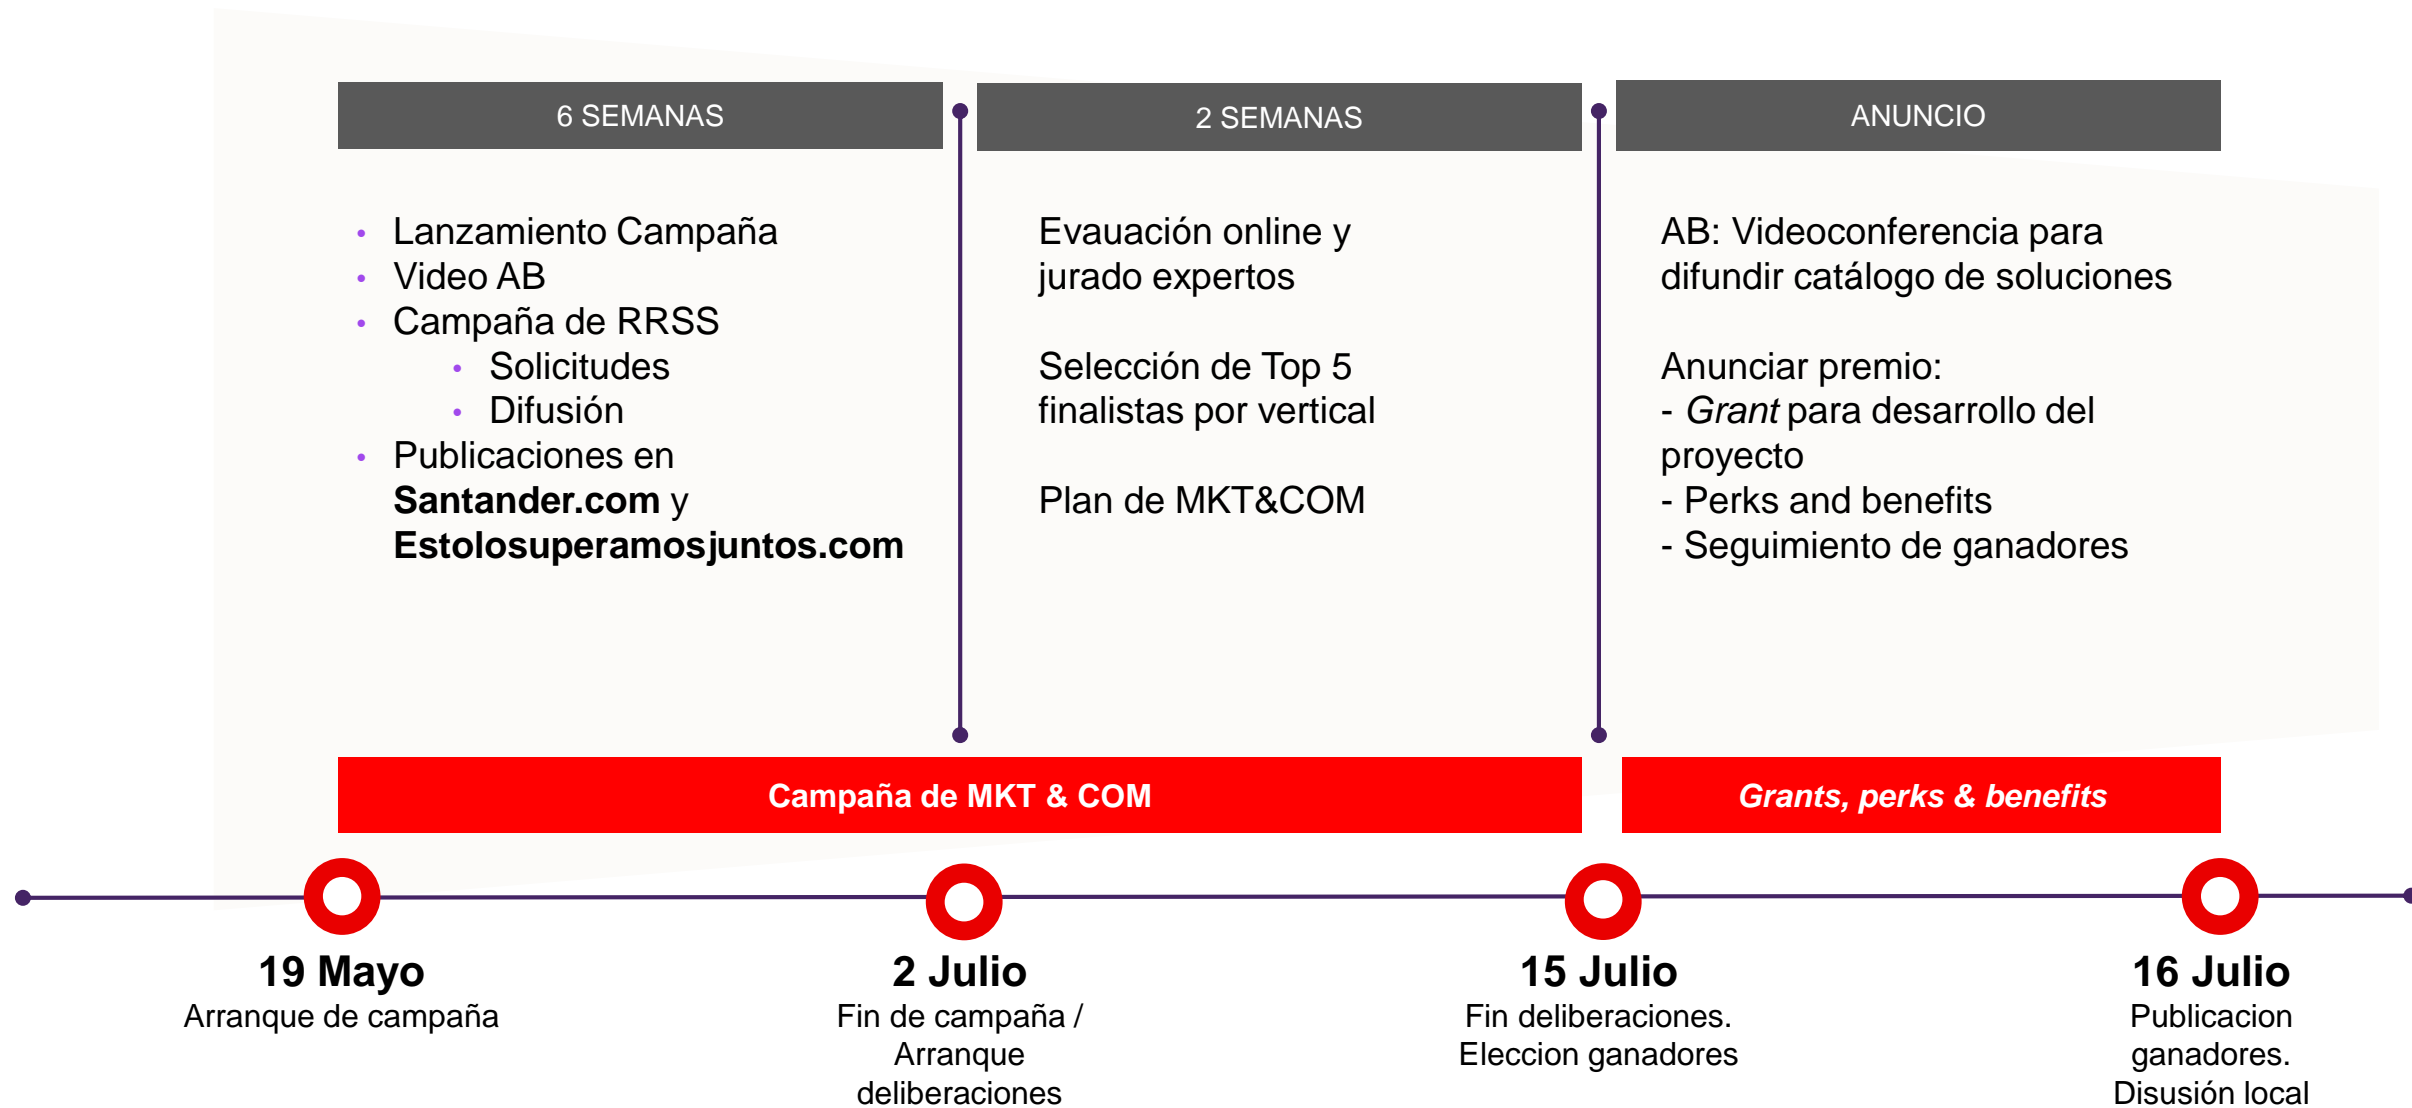 6 SEMANAS
2 SEMANAS
ANUNCIO
• Lanzamiento Campaña
• Video AB
• Campaña de RRSS
• Solicitudes
• Difusión
• Publicaciones en
Santander.com y
Estolosuperamosjuntos.com
Evauación online y
jurado expertos
Selección de Top 5
finalistas por vertical
Plan de MKT&COM
AB: Videoconferencia para
difundir catálogo de soluciones
Anunciar premio:
- Grant para desarrollo del
proyecto
- Perks and benefits
- Seguimiento de ganadores
Campaña de MKT & COM
Grants, perks & benefits
19 Mayo
Arranque de campaña
2 Julio
Fin de campaña /
Arranque
deliberaciones
15 Julio
Fin deliberaciones.
Eleccion ganadores
16 Julio
Publicacion
ganadores.
Disusión local